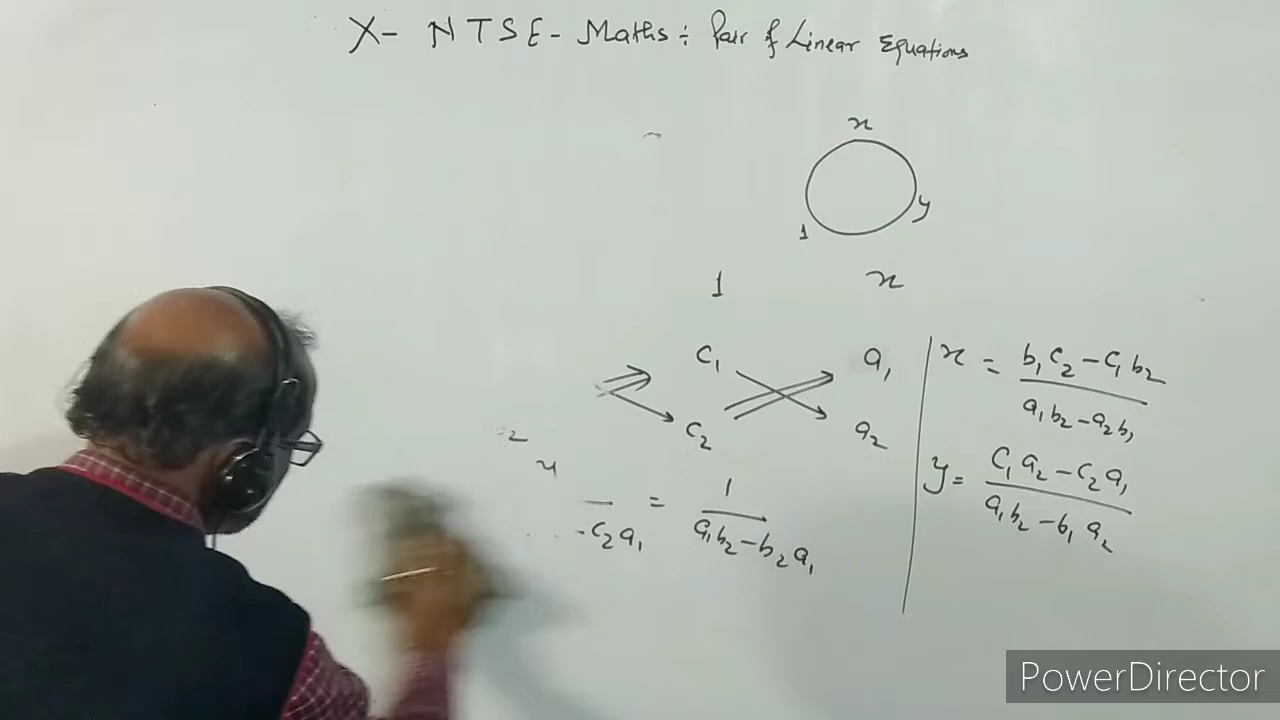 X- NTSE- Maths ÷ Pair of Linear Equations
x
y
1
1 x
c₁ a₁
c₂ a₂
x = b₁c₂ - c₁b₂ / a₁b₂ - a₂b₁
y = c₁a₂ - c₂a₁ / a₁b₂ - b₁a₂
-c₂a₁ = 1 / a₁b₂ - b₂a₁
PowerDirector